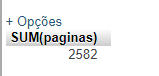 + Opções
SUM(paginas)
2582